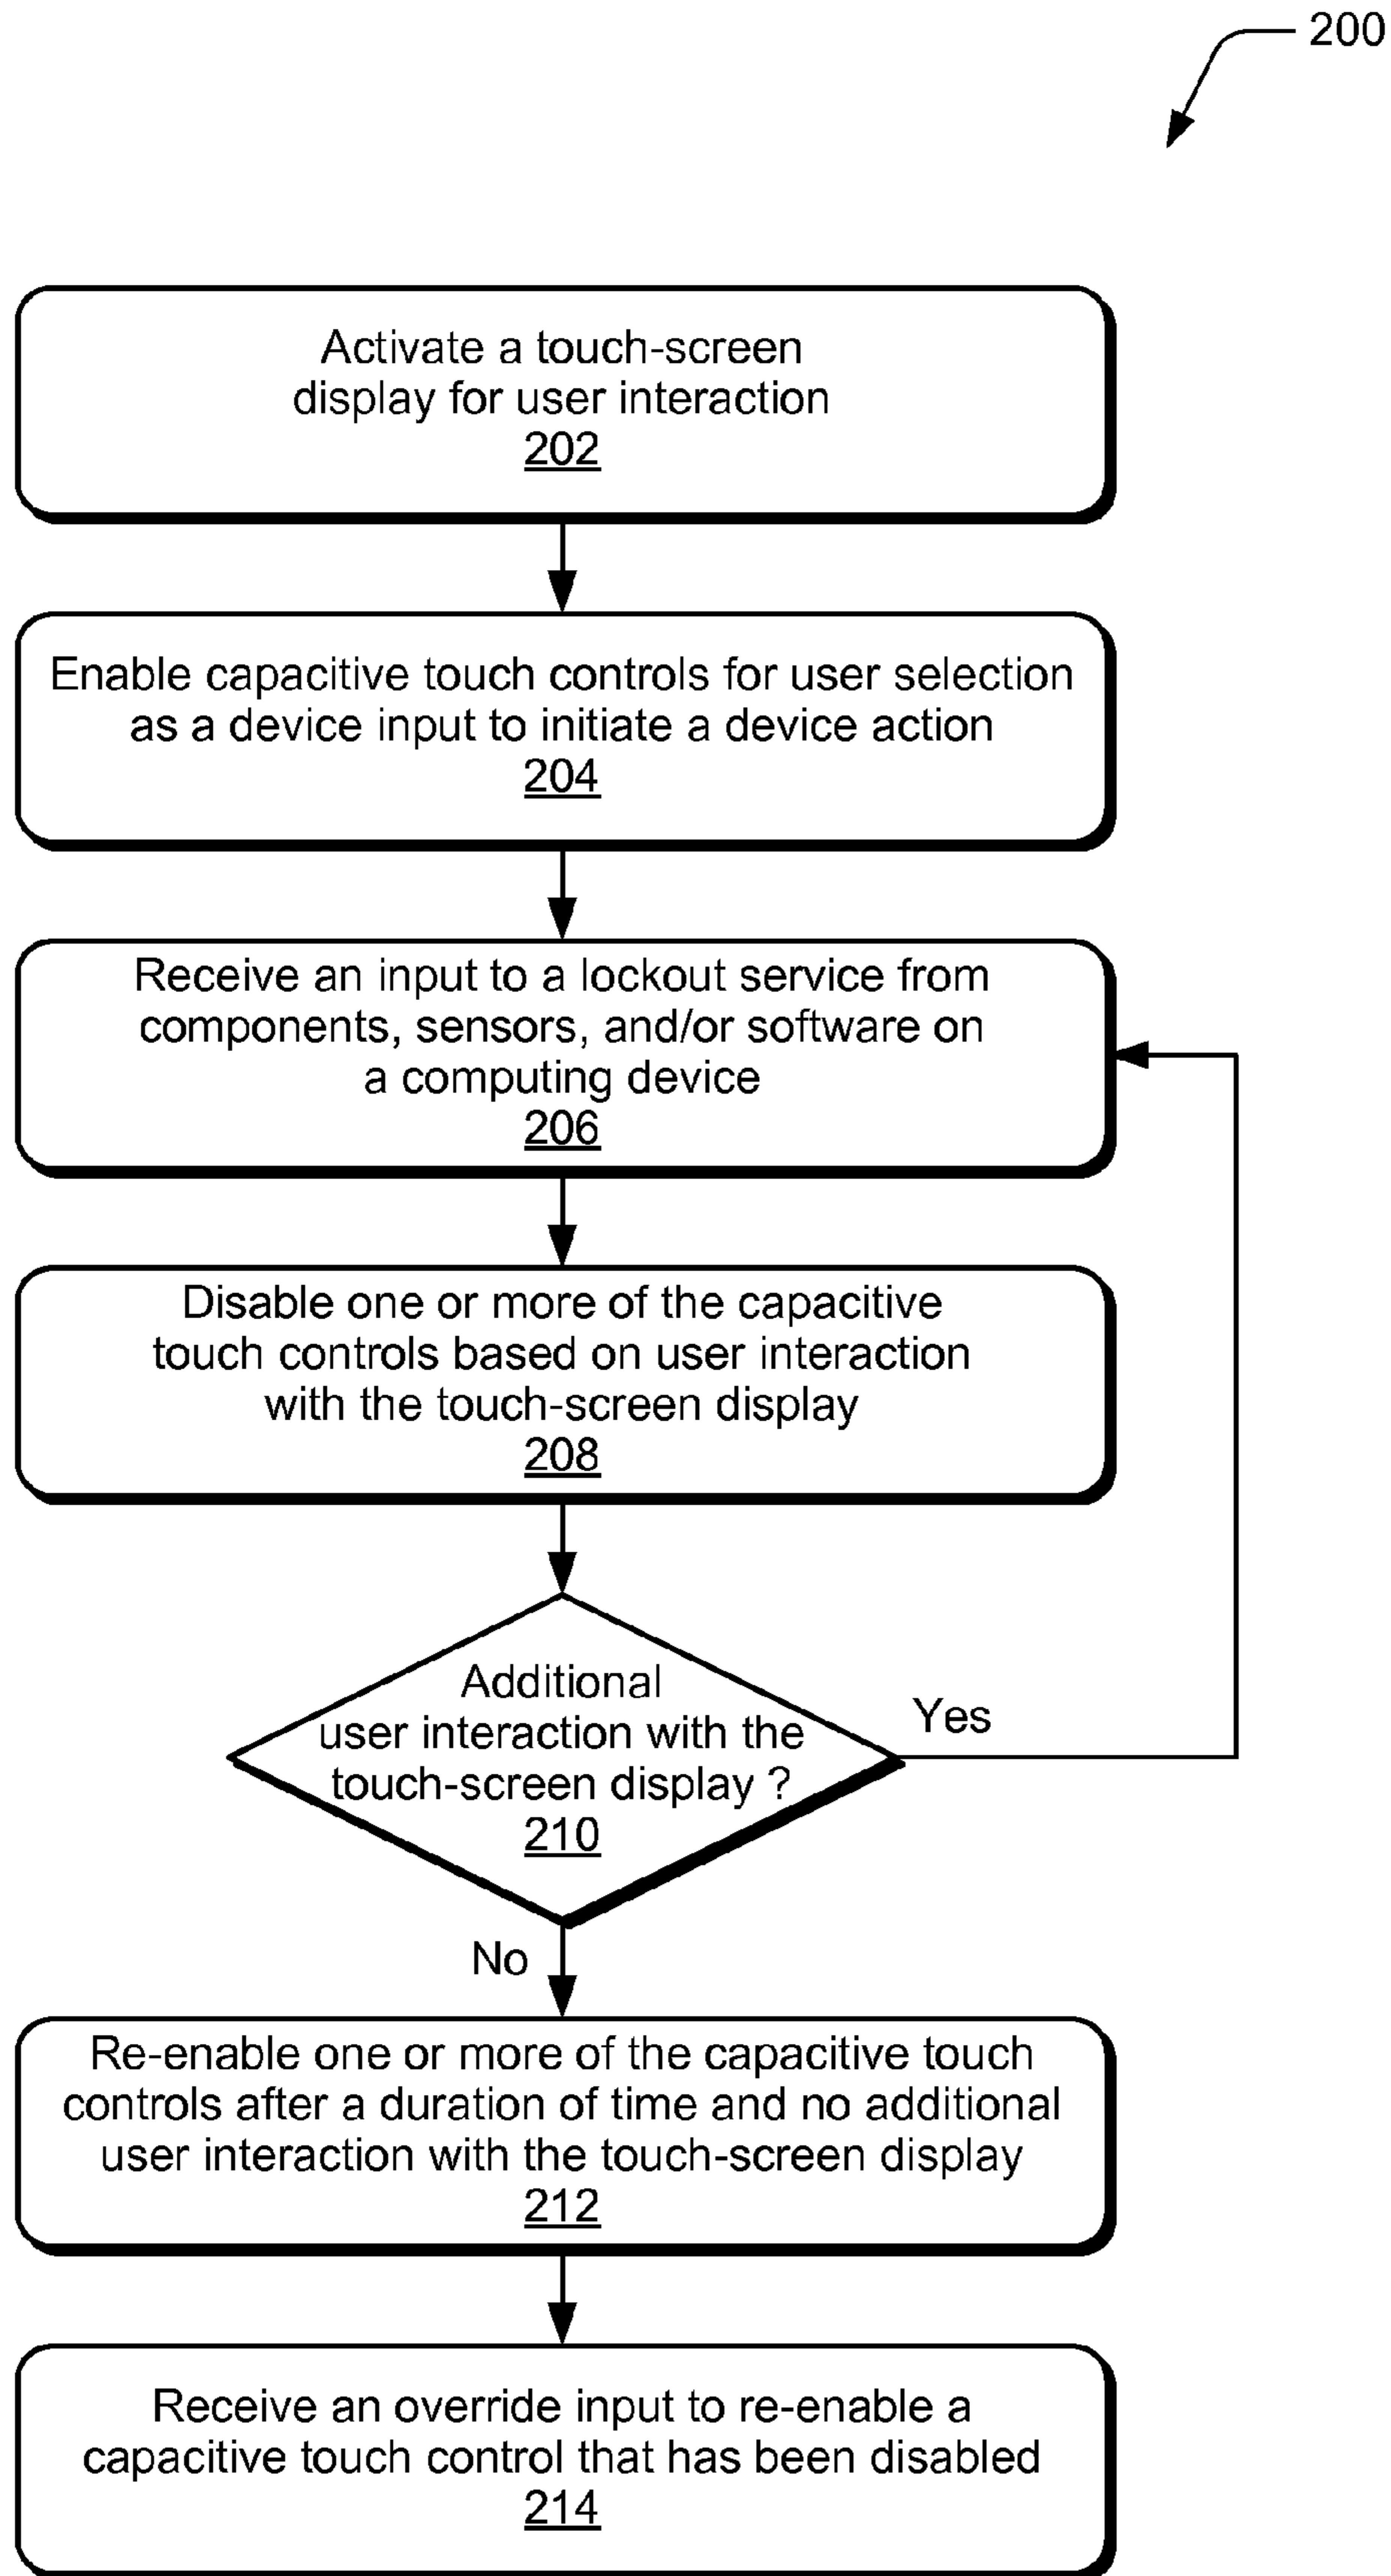 200
Activate a touch-screen
display for user interaction
202
Enable capacitive touch controls for user selection
as a device input to initiate a device action
204
Receive an input to a lockout service from
components, sensors, and/or software on
a computing device
206
Disable one or more of the capacitive
touch controls based on user interaction
with the touch-screen display
208
Additional
user interaction with the
touch-screen display ?
210
Yes
No
Re-enable one or more of the capacitive touch
controls after a duration of time and no additional
user interaction with the touch-screen display
212
Receive an override input to re-enable a
capacitive touch control that has been disabled
214